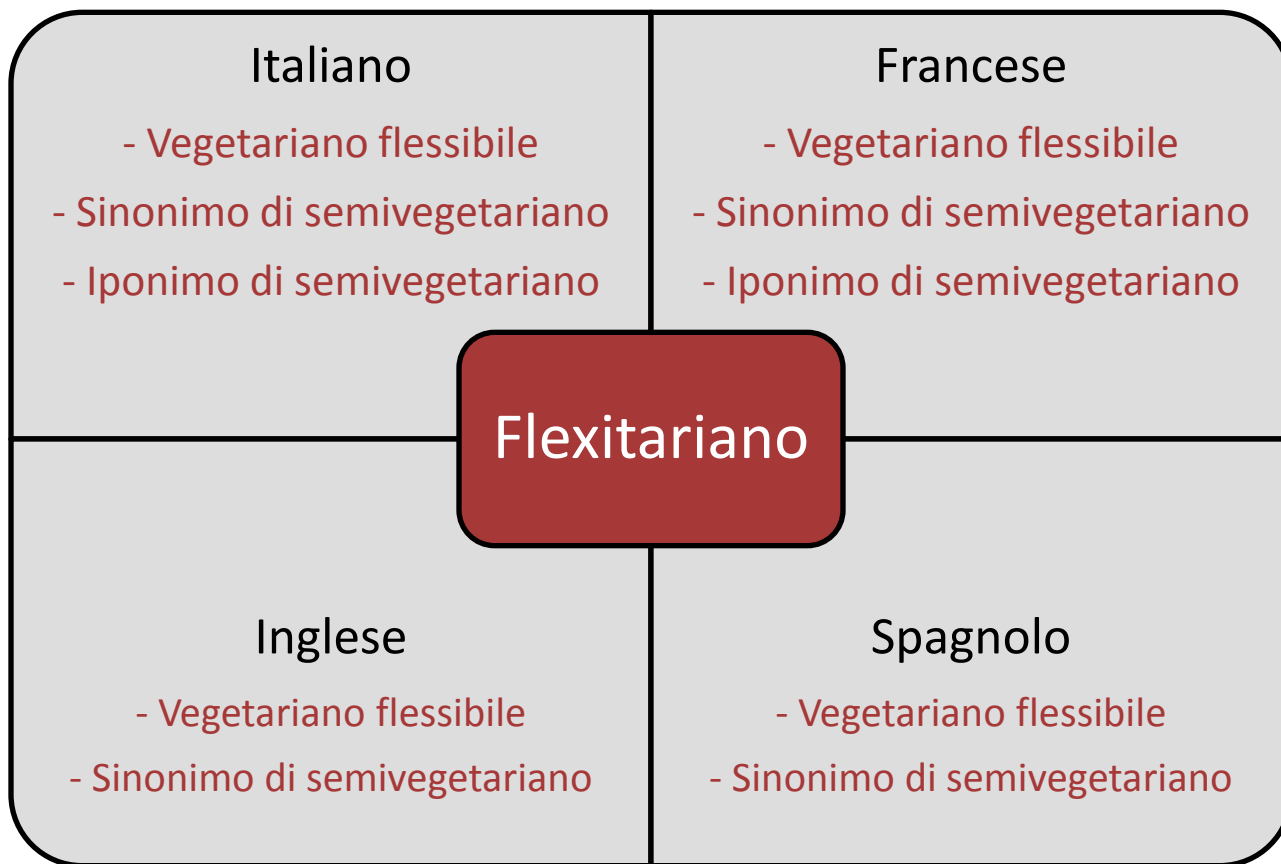 Italiano
- Vegetariano flessibile
- Sinonimo di semivegetariano
- Iponimo di semivegetariano
Francese
- Vegetariano flessibile
- Sinonimo di semivegetariano
- Iponimo di semivegetariano
Flexitariano
Inglese
- Vegetariano flessibile
- Sinonimo di semivegetariano
Spagnolo
- Vegetariano flessibile
- Sinonimo di semivegetariano